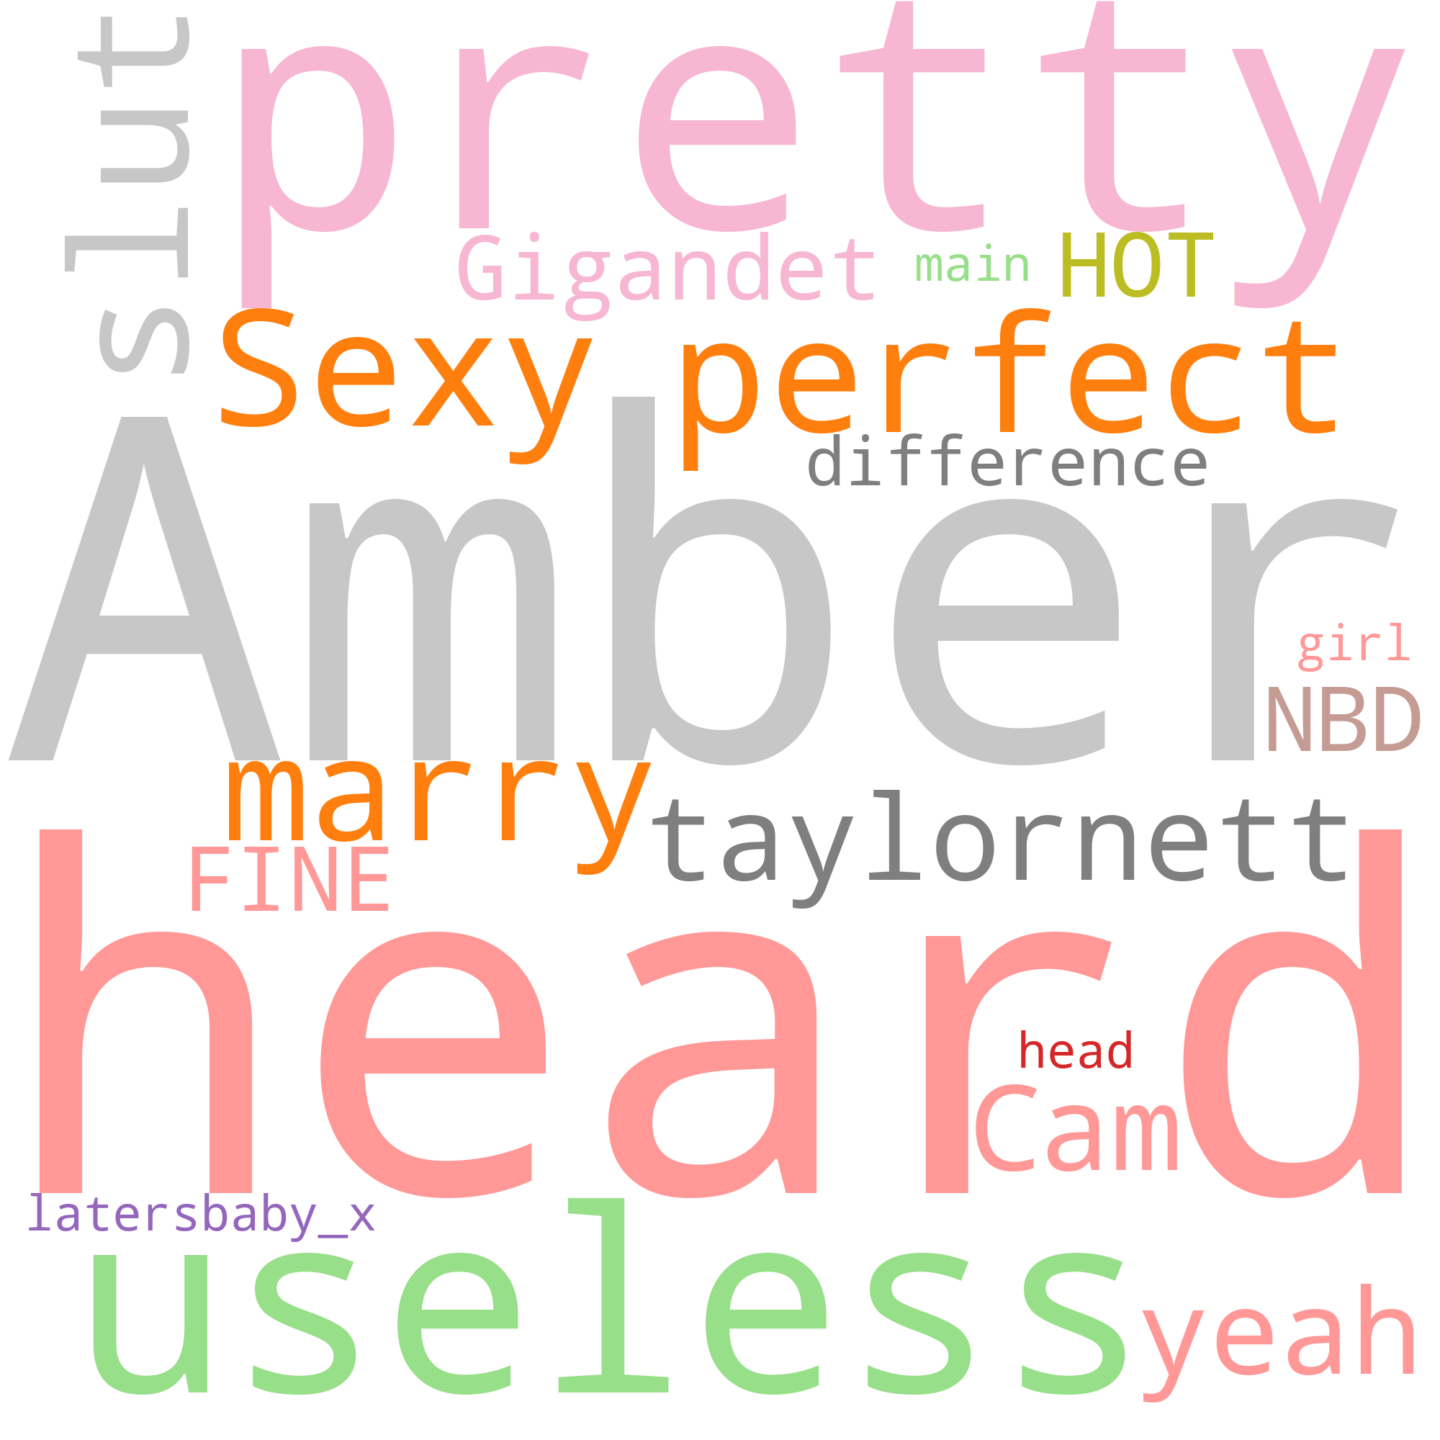 slut
pretty
Gigandet
main
HOT
Sexy
perfect
difference
Amber
girl
NBD
marry
taylornett
FINE
heard
head
Cam
latersbaby_x
useless
yeah